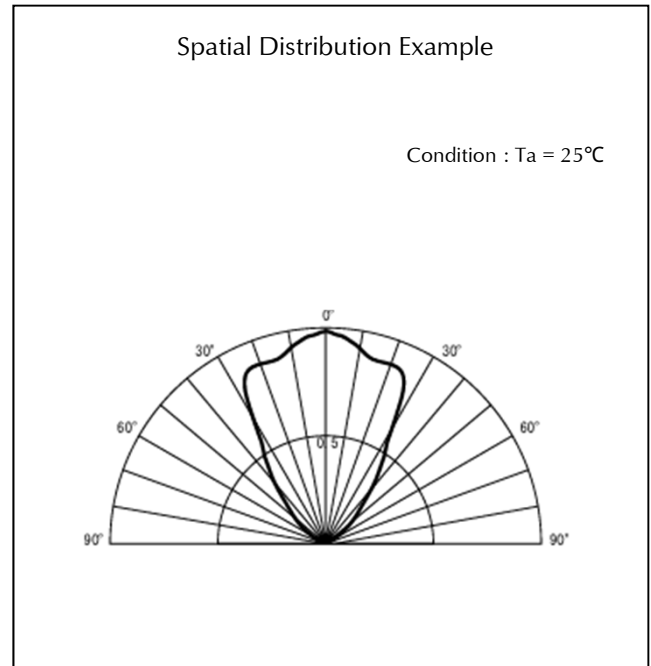 Spatial Distribution Example
Condition : Ta = 25℃
0°
30° 30°
60° 60°
0.5
90° 90°